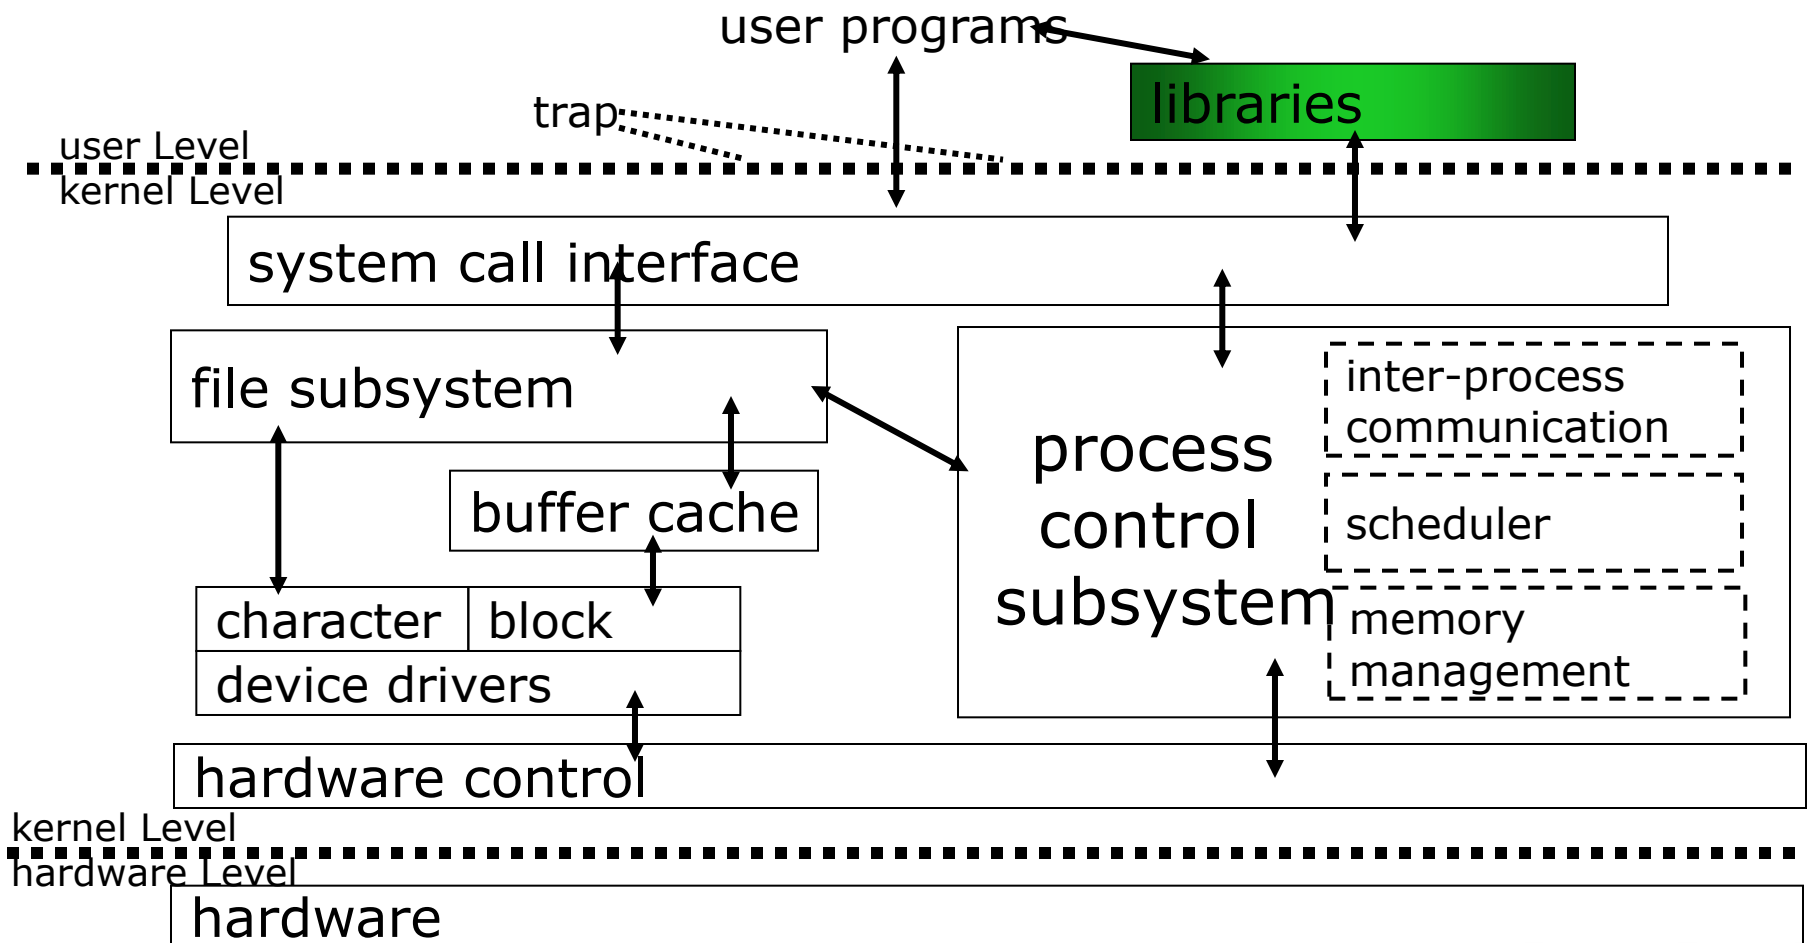 user programs
libraries
trap
user Level
kernel Level
system call interface
file subsystem
buffer cache
character
block
device drivers
process
control
subsystem
inter-process
communication
scheduler
memory
management
hardware control
kernel Level
hardware Level
hardware